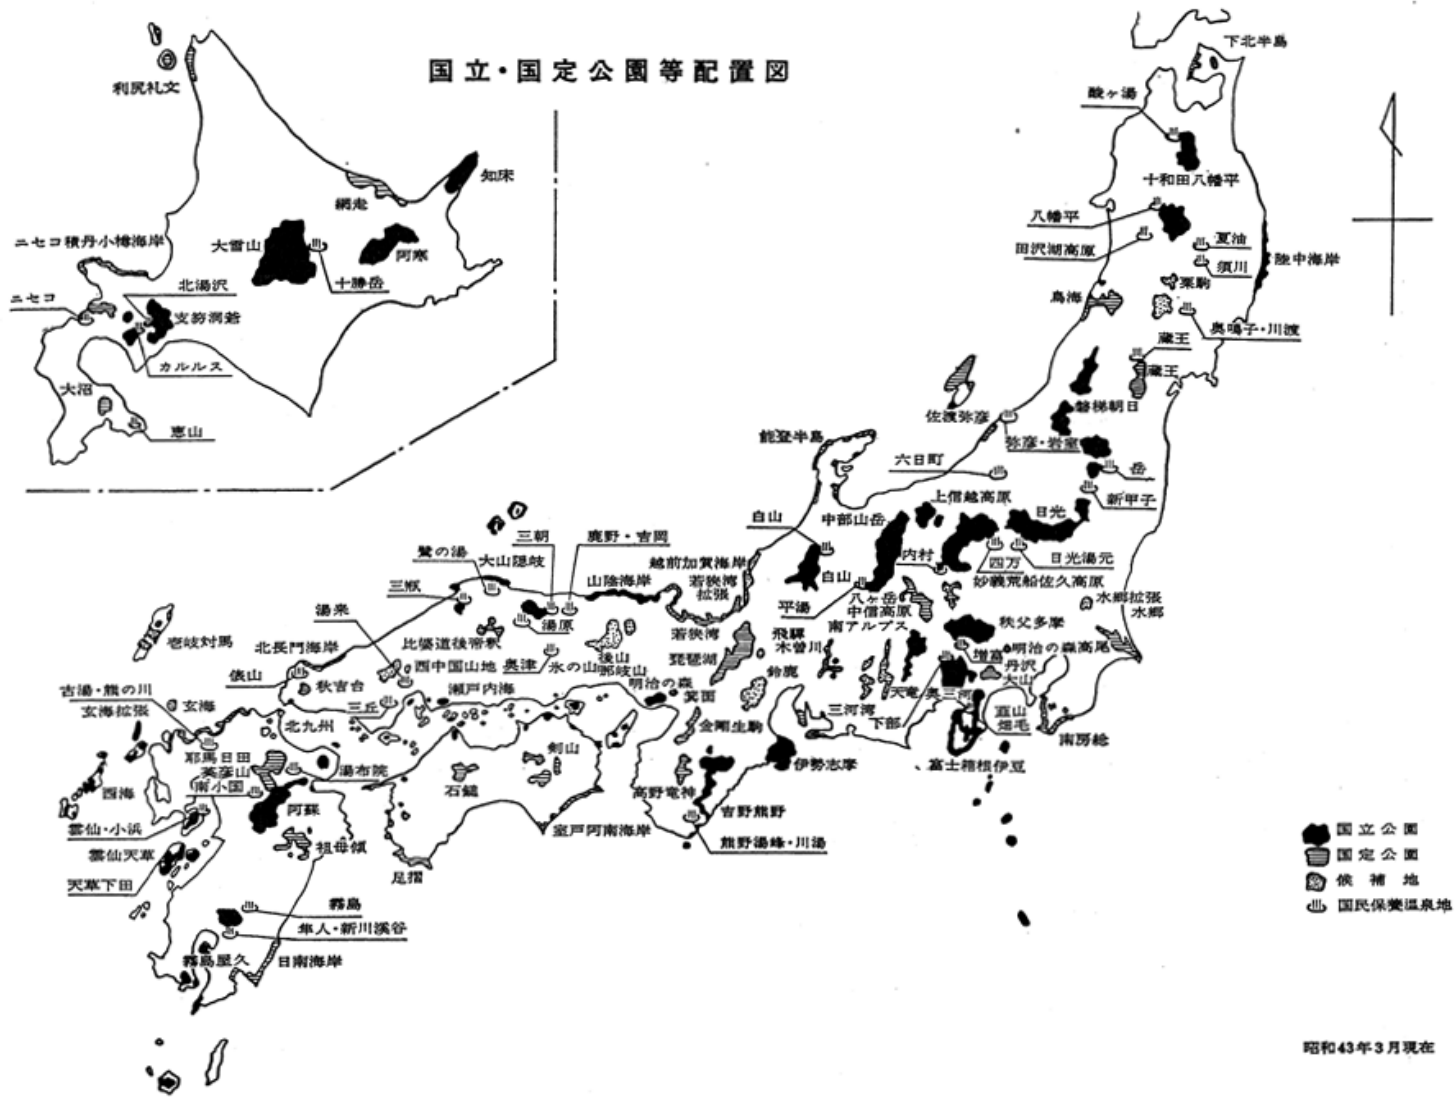 国立・国定公園等配置図
利尻礼文
知床
網走
大雪山
阿寒
十勝岳
ニセコ積丹小樽海岸
北湯沢
ニセコ
支笏洞爺
カルルス
大沼
恵山
下北半島
酸ヶ湯
十和田八幡平
八幡平
田沢湖高原
夏油
須川
陸中海岸
栗駒
鳥海
奥鳴子・川渡
蔵王
蔵王
磐梯朝日
佐渡弥彦
弥彦・岩室
能登半島
六日町
岳
新甲子
上信越高原
日光
白山
中部山岳
内村
四万
日光湯元
白山
平湯
妙義荒船佐久高原
八ヶ岳
中信高原
南アルプス
水郷拡張
水郷
秩父多摩
明治の森高尾
増富
丹沢
大山
天竜奥三河
下部
韮山
畑毛
南房総
富士箱根伊豆
三朝
鹿野・吉岡
鷺の湯
大山隠岐
越前加賀海岸
若狭湾
拡張
山陰海岸
三瓶
湯来
湯原
若狭湾
飛騨
木曽川
比婆道後帝釈
壱岐対馬
北長門海岸
西中国山地
奥津
氷の山
後山
那岐山
琵琶湖
鈴鹿
俵山
秋吉台
瀬戸内海
明治の森
箕面
三河湾
古湯・熊の川
玄海
三丘
玄海拡張
北九州
金剛生駒
耶馬日田
英彦山
湯布院
剣山
伊勢志摩
南小国
西海
石鎚
高野竜神
阿蘇
吉野熊野
雲仙・小浜
室戸阿南海岸
熊野湯峰・川湯
雲仙天草
祖母傾
天草下田
足摺
霧島
隼人・新川渓谷
霧島屋久
日南海岸
国立公園
国定公園
候補地
国民保養温泉地
昭和43年3月現在